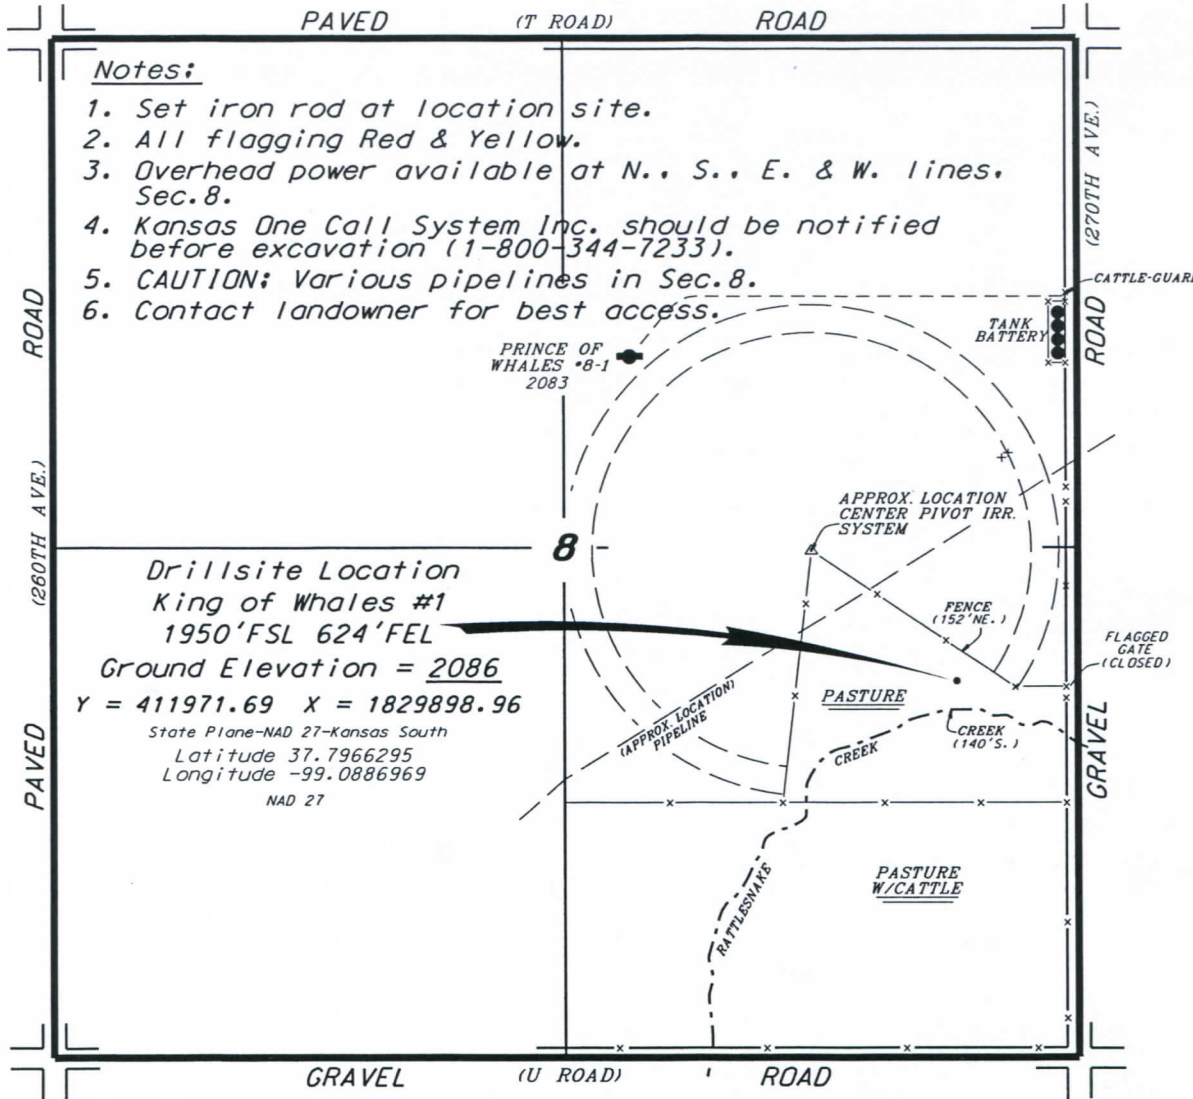 PAVED (T ROAD) ROAD
Notes:
1. Set iron rod at location site.
2. All flagging Red & Yellow.
3. Overhead power available at N., S., E. & W. lines,
Sec.8.
4. Kansas One Call System Inc. should be notified
before excavation (1-800-344-7233).
5. CAUTION: Various pipelines in Sec.8.
6. Contact landowner for best access.
(270TH AVE.)
CATTLE-GUARD
ROAD
ROAD
TANK
BATTERY
PRINCE OF
WHALES #8-1
2083
(260TH AVE.)
APPROX. LOCATION
CENTER PIVOT IRR.
SYSTEM
8
Drillsite Location
King of Whales #1
1950'FSL 624'FEL
Ground Elevation = 2086
Y = 411971.69 X = 1829898.96
State Plane-NAD 27-Kansas South
Latitude 37.7966295
Longitude -99.0886969
NAD 27
FENCE
(152'NE.)
FLAGGED
GATE
(CLOSED)
PASTURE
(APPROX. LOCATION)
PIPELINE
CREEK
(140'S.)
CREEK
PAVED
GRAVEL
RATTLESNAKE
PASTURE
W/CATTLE
GRAVEL (U ROAD) ROAD